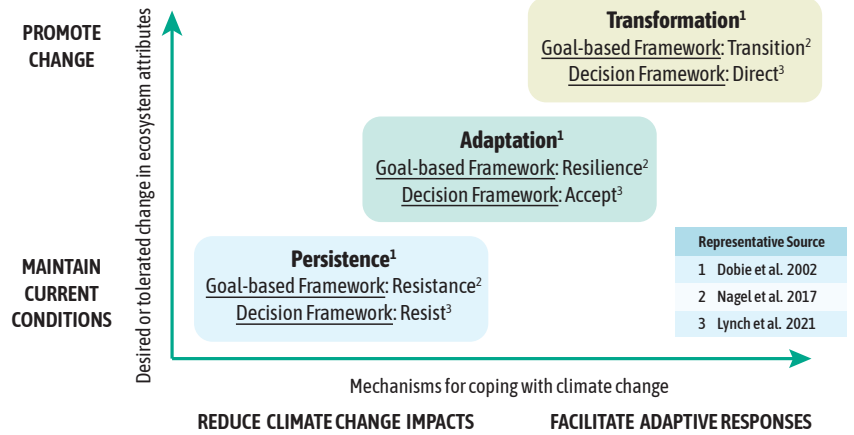 PROMOTE
CHANGE
Desired or tolerated change in ecosystem attributes
Transformation¹
Goal-based Framework: Transition²
Decision Framework: Direct³
Adaptation¹
Goal-based Framework: Resilience²
Decision Framework: Accept³
Persistence¹
Goal-based Framework: Resistance²
Decision Framework: Resist³
MAINTAIN
CURRENT
CONDITIONS
Representative Source
1 Dobie et al. 2002
2 Nagel et al. 2017
3 Lynch et al. 2021
Mechanisms for coping with climate change
REDUCE CLIMATE CHANGE IMPACTS
FACILITATE ADAPTIVE RESPONSES